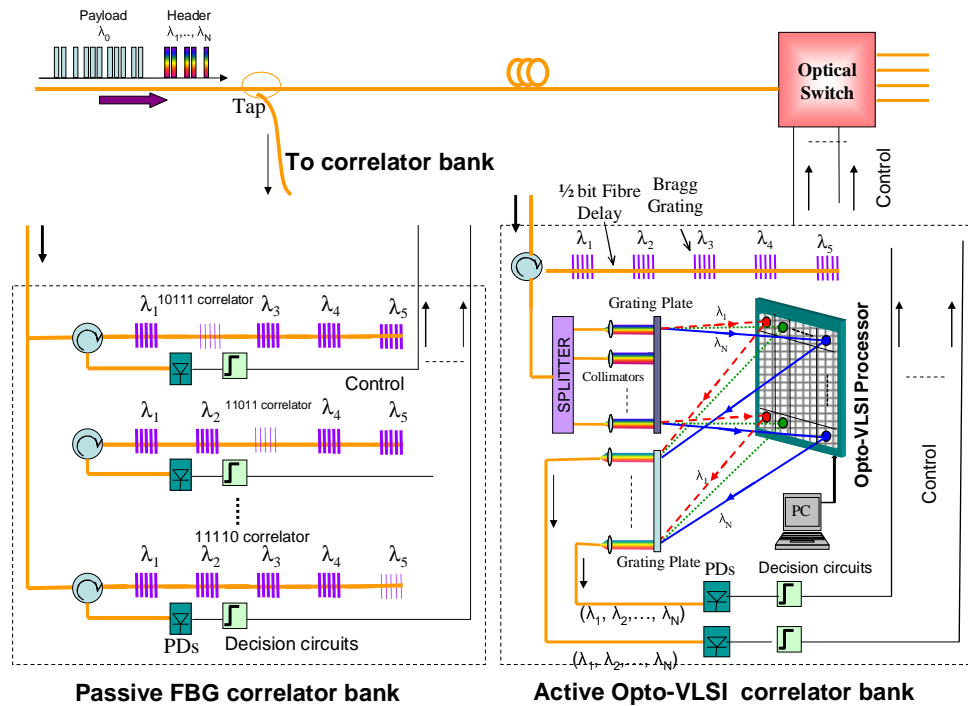 Payload
λ0
Header
λ1,.., λN
Tap
Optical
Switch
To correlator bank
Control
½ bit Fibre
Delay
Bragg
Grating
λ1
λ2
λ3
λ4
λ5
λ1
10111 correlator
λ3
λ4
λ5
Control
λ1
λ2
11011 correlator
λ4
λ5
11110 correlator
λ1
λ2
λ3
λ4
λ5
PDs
Decision circuits
Passive FBG correlator bank
SPLITTER
Grating Plate
Collimators
λ1
λN
λ1
λN
Opto-VLSI Processor
Control
PC
Grating Plate
PDs
Decision circuits
(λ1, λ2,…, λN)
(λ1, λ2,…, λN)
Active Opto-VLSI correlator bank